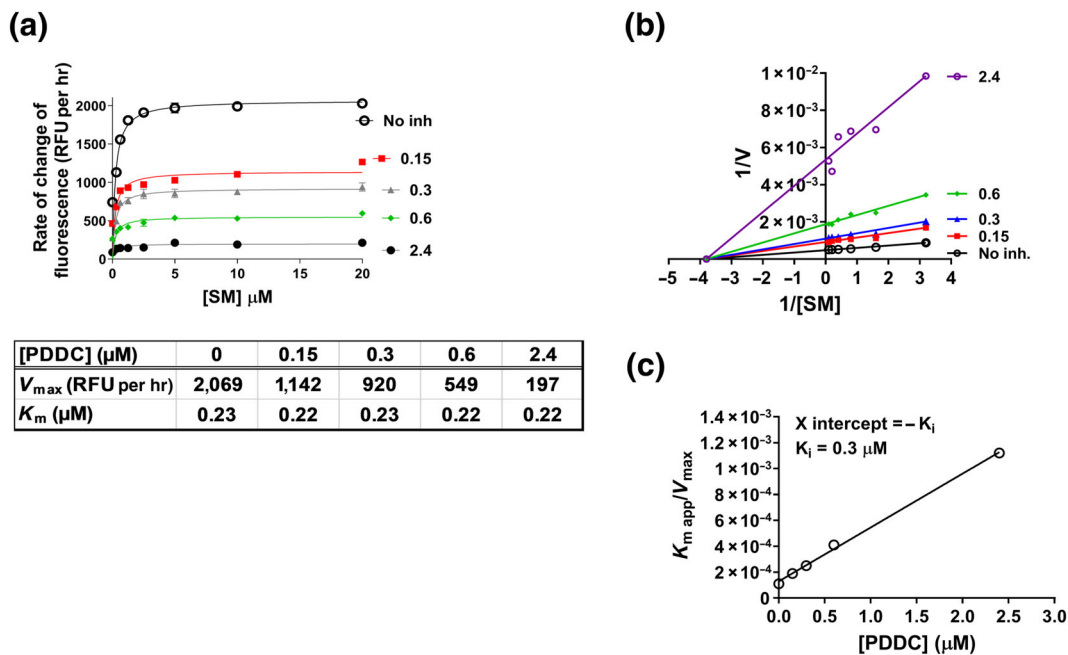 (a)
Rate of change of
fluorescence (RFU per hr)
2000
1500
1000
500
0
0 5 10 15 20
[SM] μM
No inh
0.15
0.3
0.6
2.4
[PDDC] (μM) 0 0.15 0.3 0.6 2.4
Vmax (RFU per hr) 2,069 1,142 920 549 197
Km (μM) 0.23 0.22 0.23 0.22 0.22
(b)
1/V
1 × 10⁻²
8 × 10⁻³
6 × 10⁻³
4 × 10⁻³
2 × 10⁻³
−5 −4 −3 −2 −1 0 1 2 3 4
1/[SM]
2.4
0.6
0.3
0.15
No inh.
(c)
Km app/Vmax
1.4 × 10⁻³
1.2 × 10⁻³
1 × 10⁻³
8 × 10⁻⁴
6 × 10⁻⁴
4 × 10⁻⁴
2 × 10⁻⁴
0
0.0 0.5 1.0 1.5 2.0 2.5 3.0
[PDDC] (μM)
X intercept = − Ki
Ki = 0.3 μM